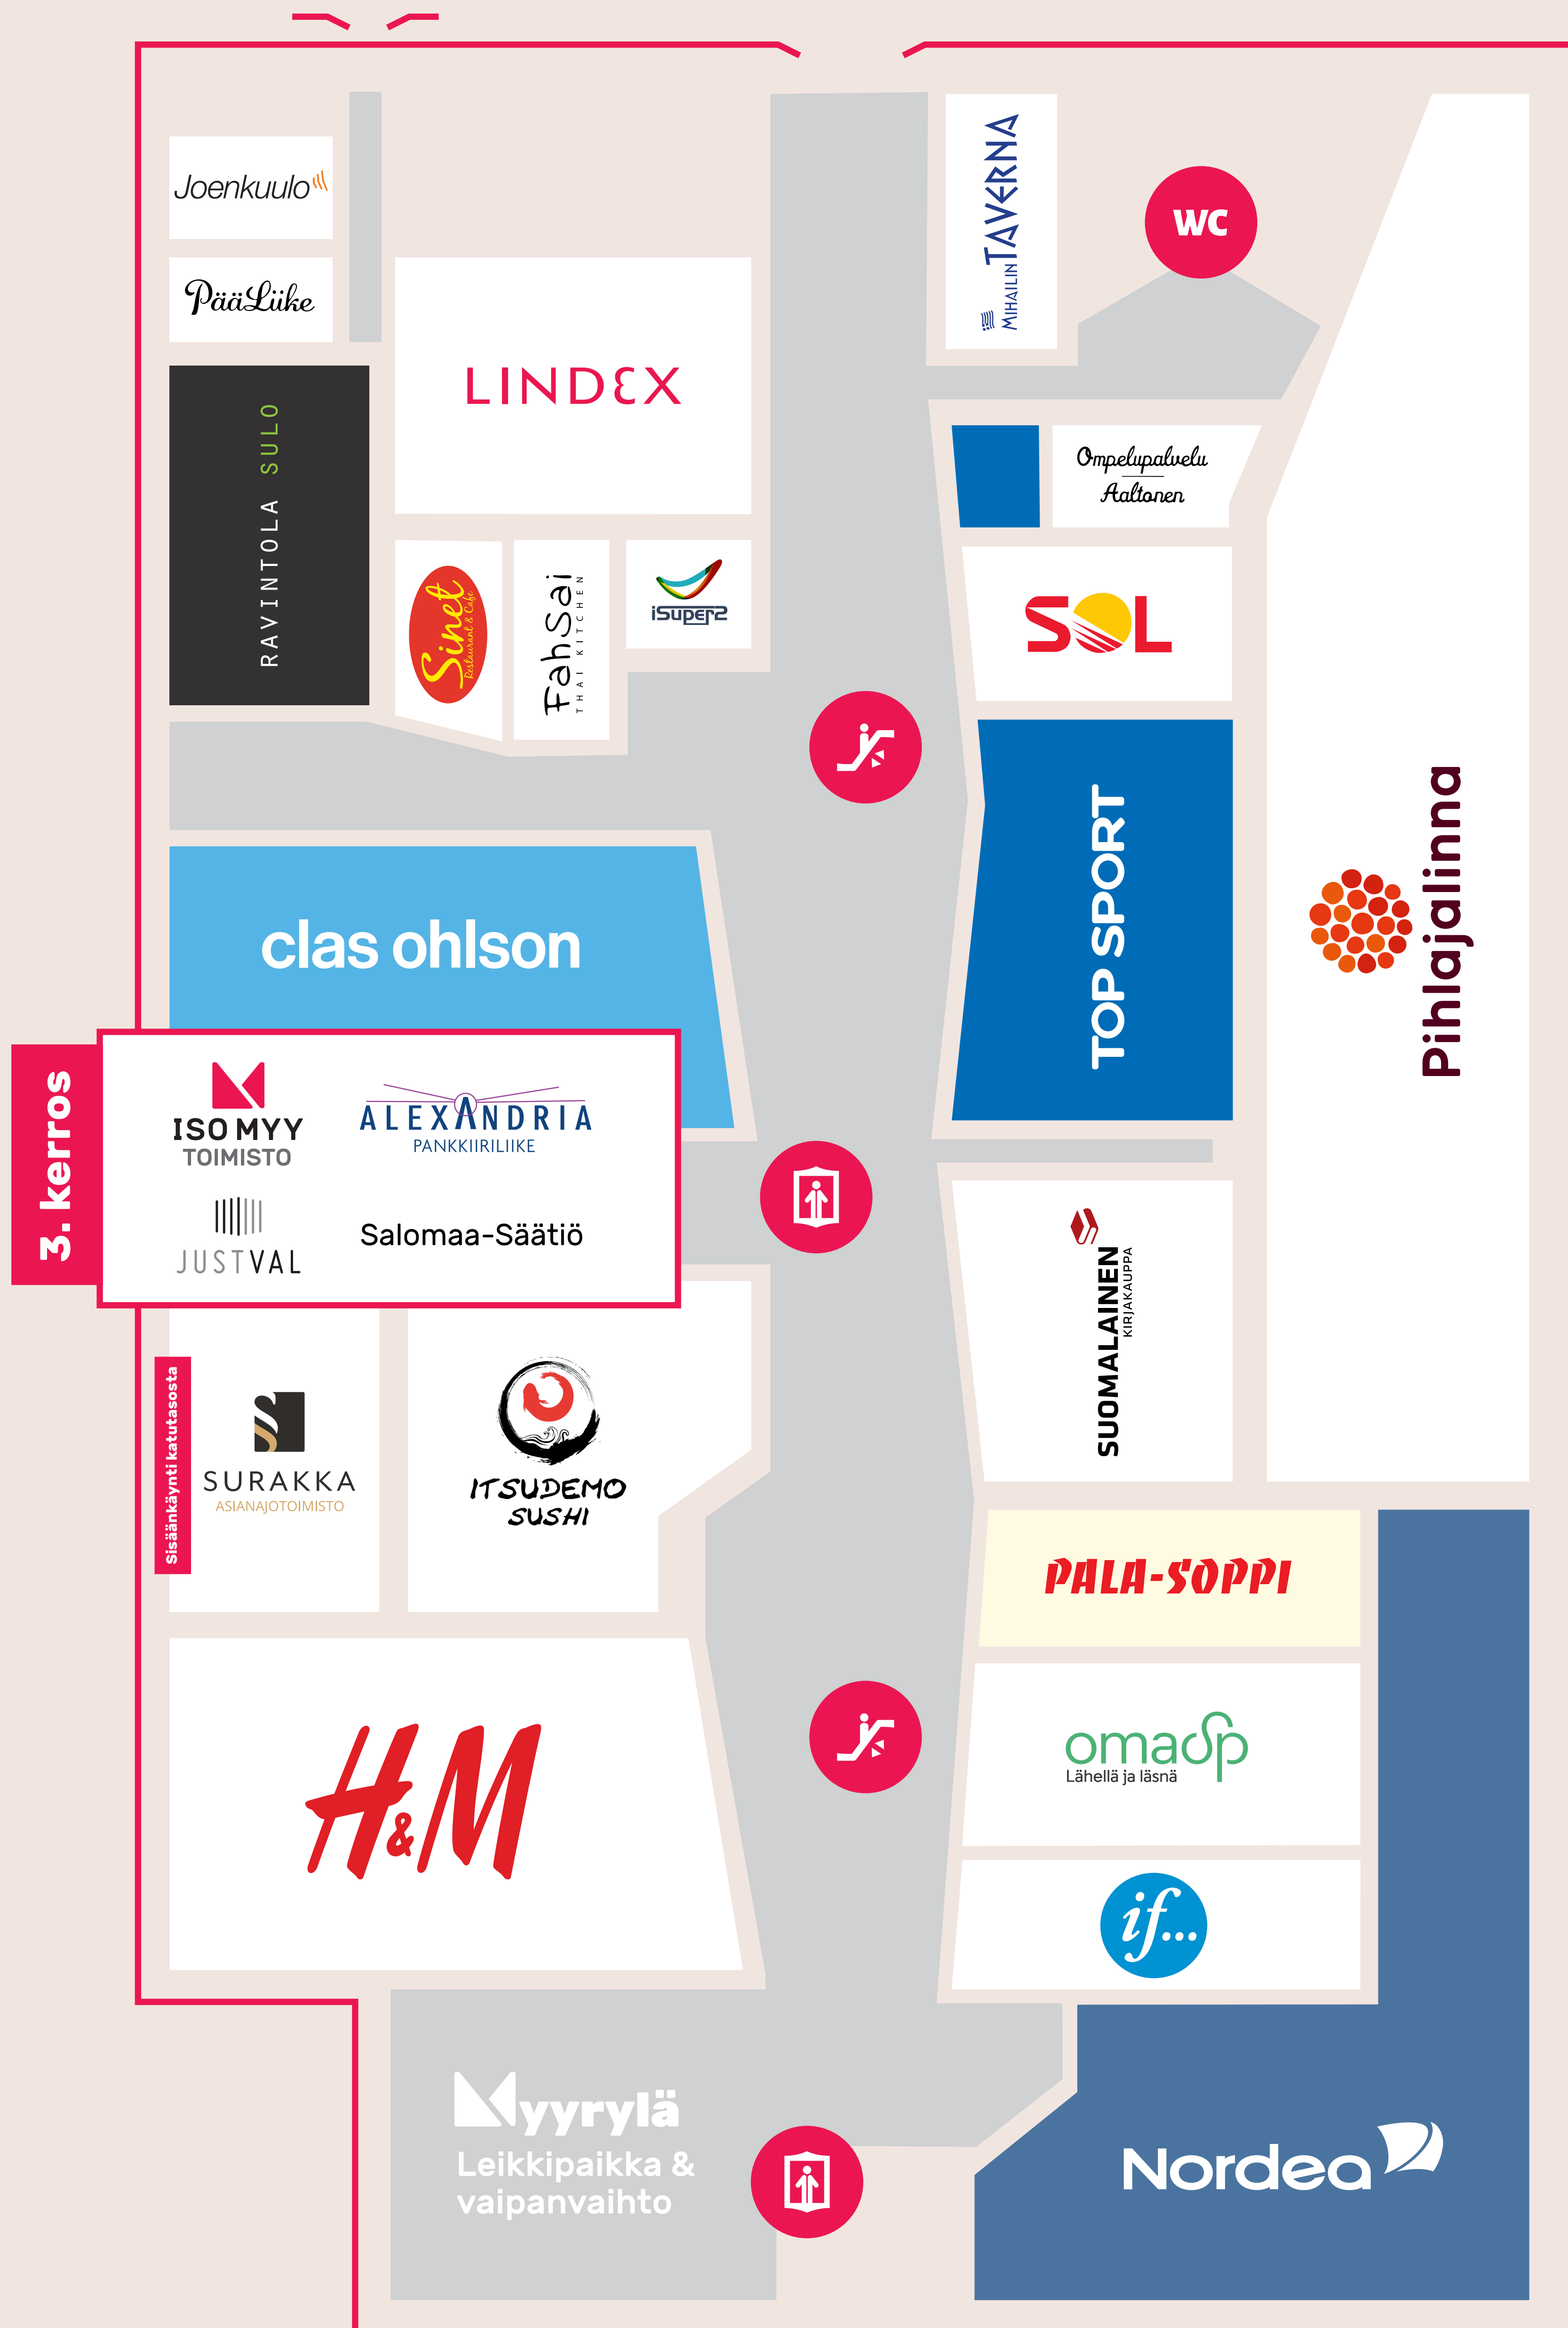 Joenkuulo
PääLiike
RAVINTOLA SULO
LINDEX
Sinet
Restaurant & Cafe
FahSai
THAI KITCHEN
iSuper2
MIHAILIN TAVERNA
WC
Ompelupalvelu
Aaltonen
SOL
TOP SPORT
Pihlajalinna
clas ohlson
3. kerros
ISO MYY
TOIMISTO
ALEXANDRIA
PANKKIIRILIIKE
JUSTVAL
Salomaa-Säätiö
SUOMALAINEN
KIRJAKAUPPA
Sisäänkäynti katutasosta
SURAKKA
ASIANAJOTOIMISTO
ITSUDEMO
SUSHI
PALA-SOPPI
H&M
omaSp
Lähellä ja läsnä
if...
Myyrylä
Leikkipaikka &
vaipanvaihto
Nordea